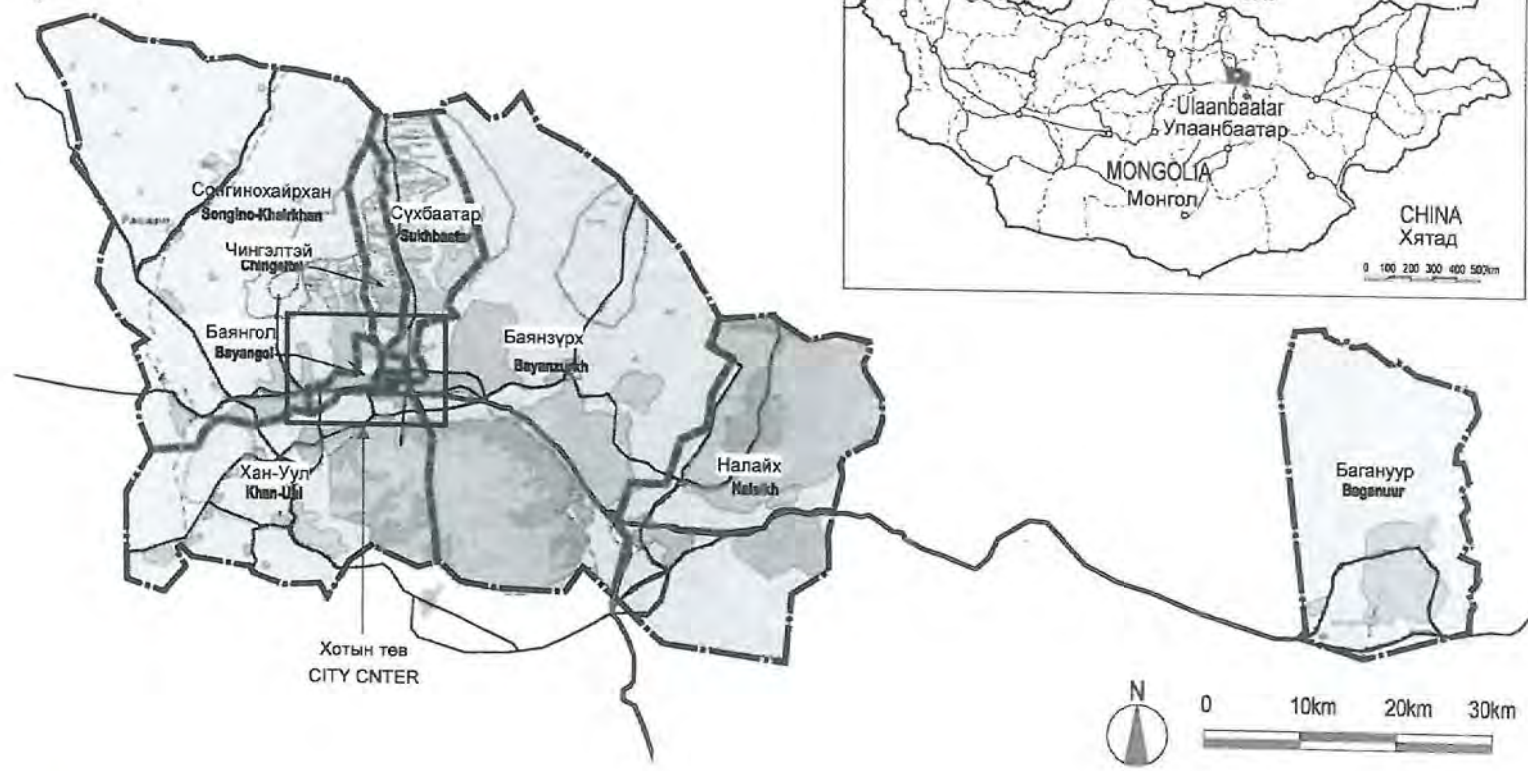 Ulaanbaatar
Улаанбаатар
MONGOLIA
Монгол
CHINA
Хятад
0 100 200 300 400 500km
Сонгинохайрхан
Songino-Khairkhan
Сүхбаатар
Чингэлтэй
Chingeltei
Баянгол
Bayangol
Баянзүрх
Bayanzurkh
Хан-Уул
Khan-Uul
Налайх
Nalaikh
Багануур
Baganuur
Хотын төв
CITY CNTER
N
0 10km 20km 30km